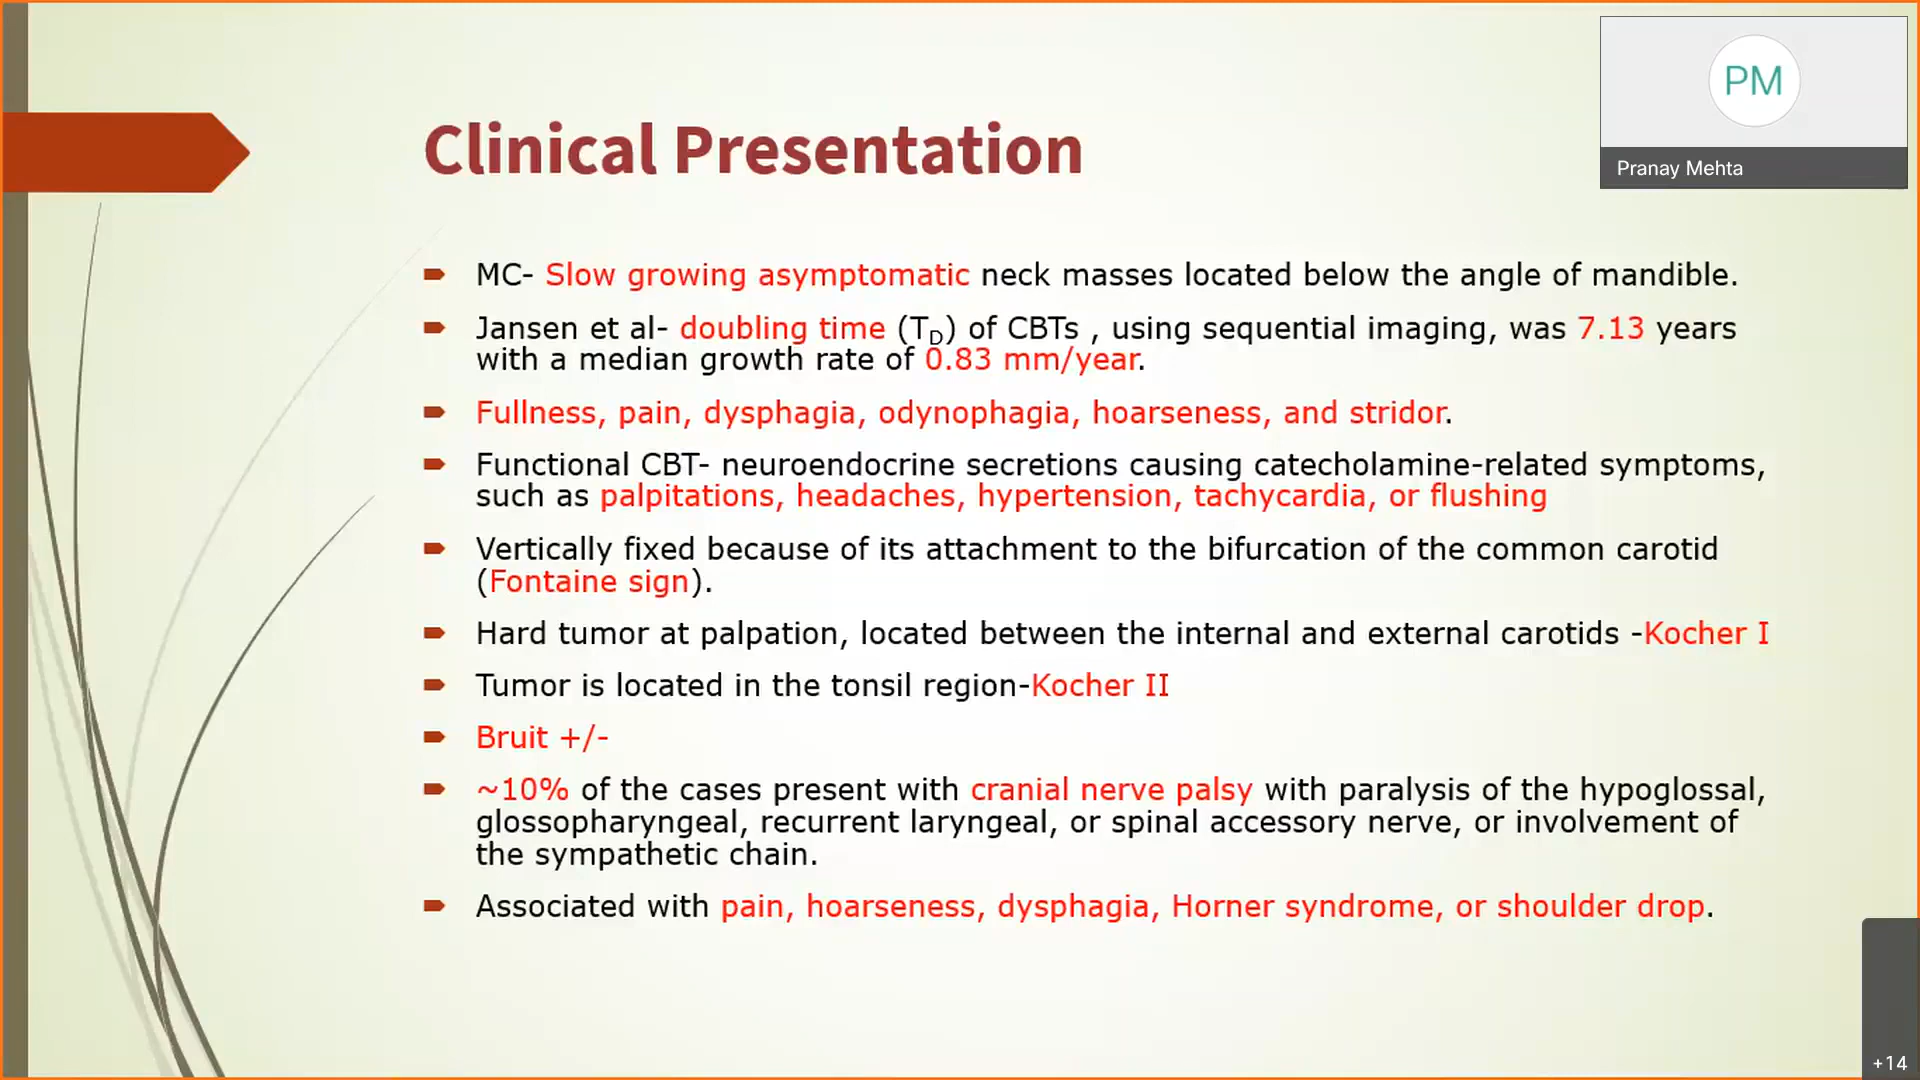 PM
Pranay Mehta
Clinical Presentation
MC- Slow growing asymptomatic neck masses located below the angle of mandible.
Jansen et al- doubling time (TD) of CBTs , using sequential imaging, was 7.13 years
with a median growth rate of 0.83 mm/year.
Fullness, pain, dysphagia, odynophagia, hoarseness, and stridor.
Functional CBT- neuroendocrine secretions causing catecholamine-related symptoms,
such as palpitations, headaches, hypertension, tachycardia, or flushing
Vertically fixed because of its attachment to the bifurcation of the common carotid
(Fontaine sign).
Hard tumor at palpation, located between the internal and external carotids -Kocher I
Tumor is located in the tonsil region-Kocher II
Bruit +/-
~10% of the cases present with cranial nerve palsy with paralysis of the hypoglossal,
glossopharyngeal, recurrent laryngeal, or spinal accessory nerve, or involvement of
the sympathetic chain.
Associated with pain, hoarseness, dysphagia, Horner syndrome, or shoulder drop.
+14